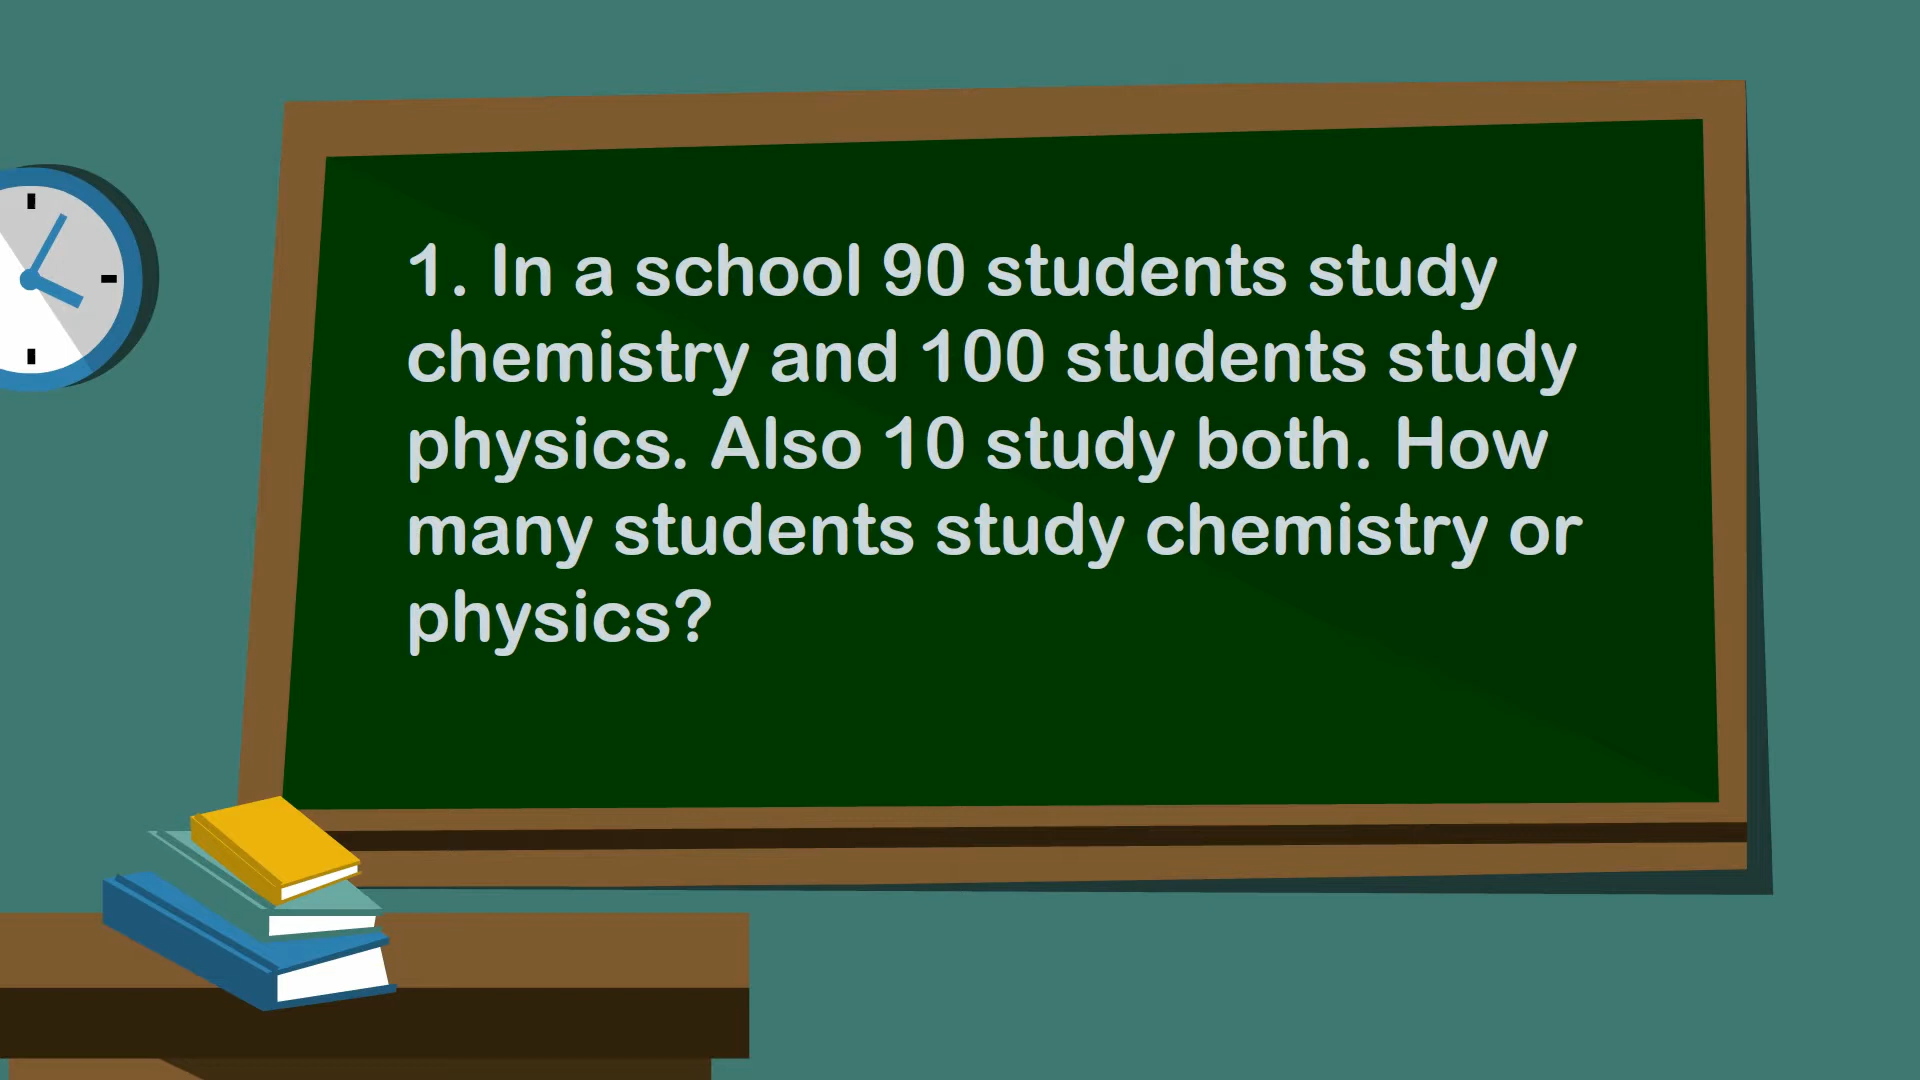 1. In a school 90 students study
chemistry and 100 students study
physics. Also 10 study both. How
many students study chemistry or
physics?